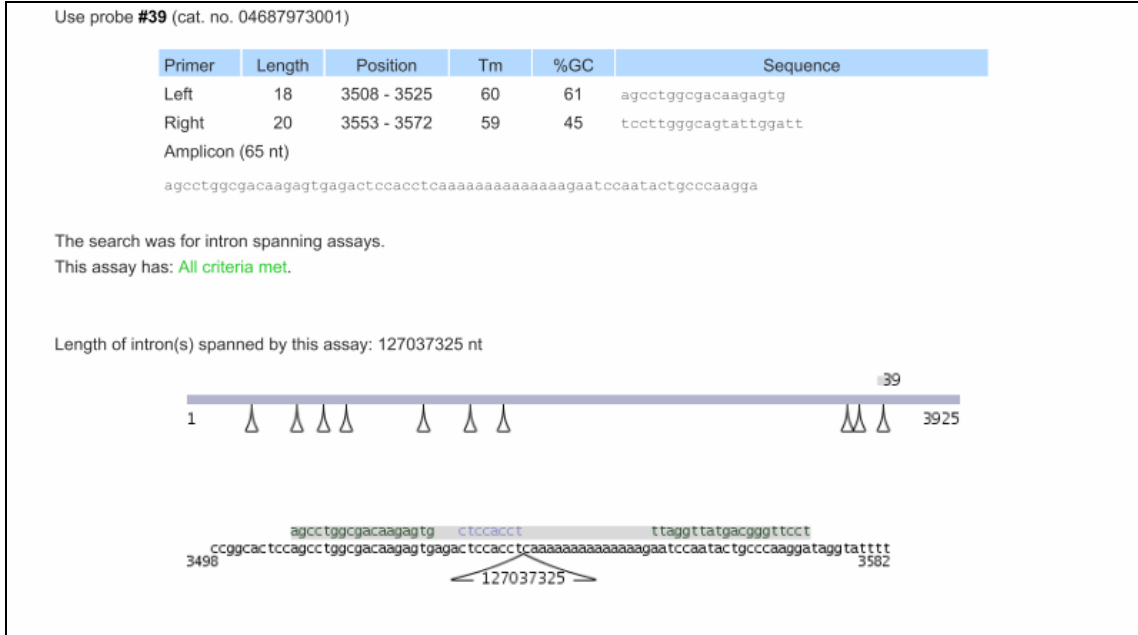 Use probe #39 (cat. no. 04687973001)
Primer Length Position Tm %GC Sequence
Left 18 3508 - 3525 60 61 agcctggcgacaagagtg
Right 20 3553 - 3572 59 45 tccttgggcagtattggatt
Amplicon (65 nt)
agcctggcgacaagagtgagactccacctcaaaaaaaaaaaaaagaatccaatactgcccaagga
The search was for intron spanning assays.
This assay has: All criteria met.
Length of intron(s) spanned by this assay: 127037325 nt
39
1 3925
agcctggcgacaagagtg ctccacct ttaggttatgacgggttcct
ccggcactccagcctggcgacaagagtgagactccacctcaaaaaaaaaaaaaagaatccaatactgcccaaggataggtatttt
3498 3582
127037325